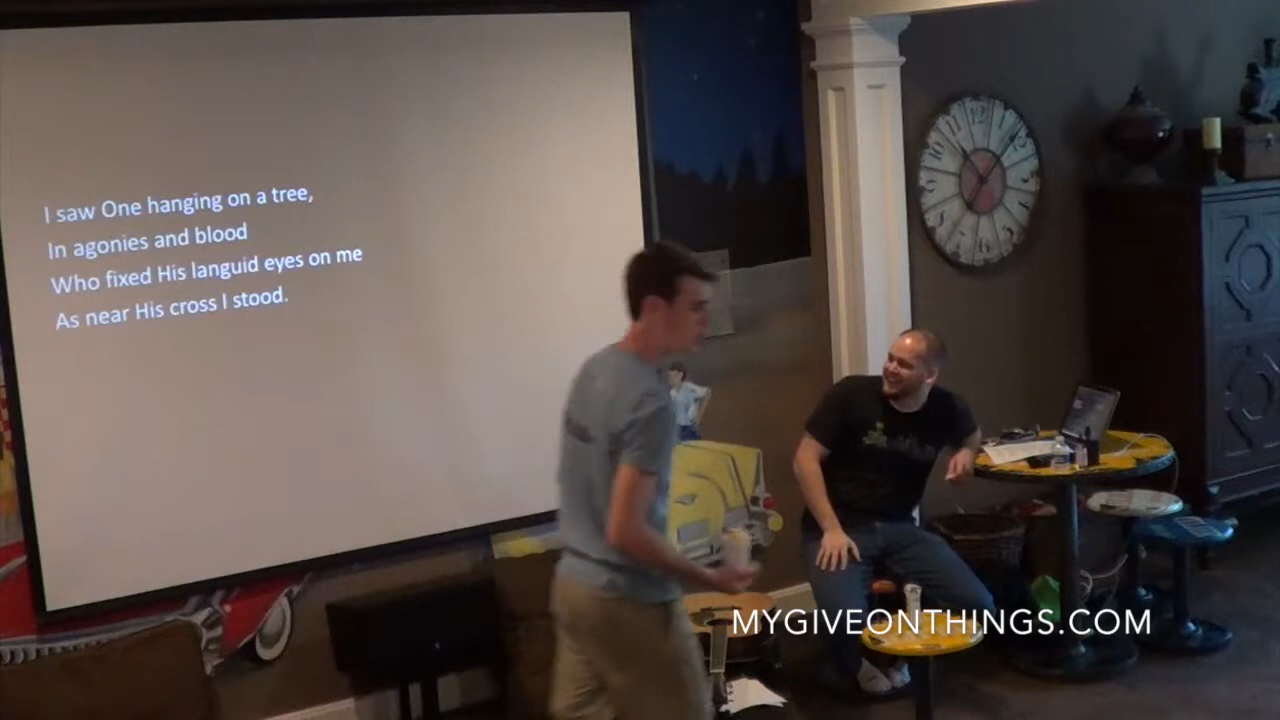 I saw One hanging on a tree,
In agonies and blood
Who fixed His languid eyes on me
As near His cross I stood.
MYGIVEONTHINGS.COM